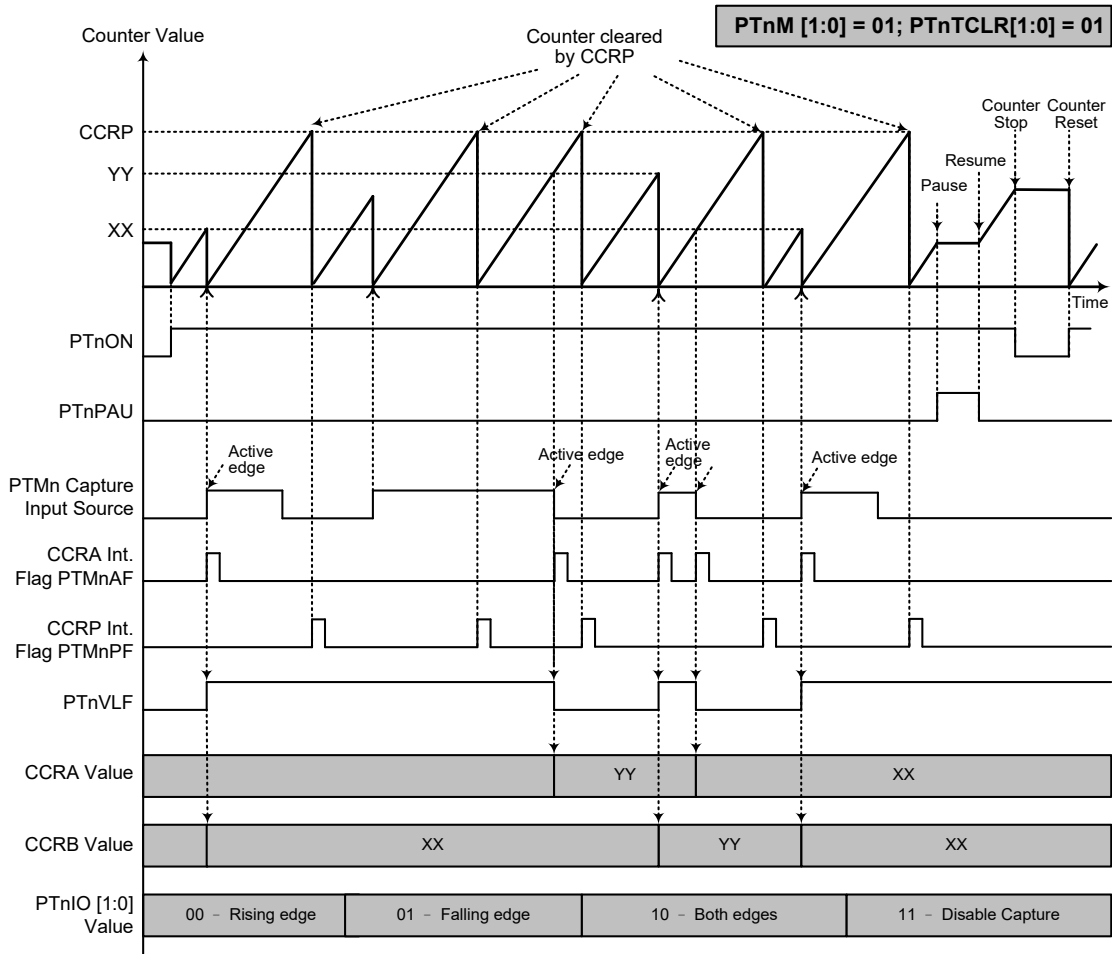 PTnM [1:0] = 01; PTnTCLR[1:0] = 01
Counter Value
Counter cleared
by CCRP
Counter
Stop
Counter
Reset
CCRP
YY
XX
Resume
Pause
Time
PTnON
PTnPAU
Active
edge
Active edge
Active
edge
Active edge
PTMn Capture
Input Source
CCRA Int.
Flag PTMnAF
CCRP Int.
Flag PTMnPF
PTnVLF
CCRA Value
YY
XX
CCRB Value
XX
YY
XX
PTnIO [1:0]
Value
00 – Rising edge
01 – Falling edge
10 – Both edges
11 – Disable Capture